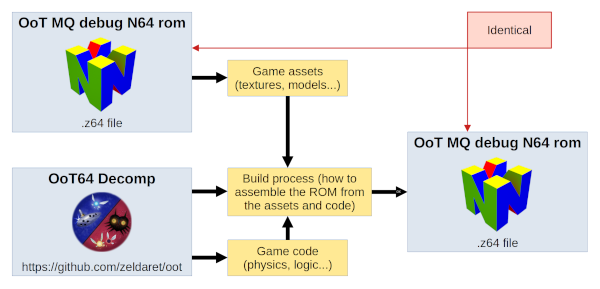 OoT MQ debug N64 rom
.z64 file
Identical
Game assets
(textures, models...)
OoT64 Decomp
https://github.com/zeldaret/oot
Build process (how to
assemble the ROM from
the assets and code)
Game code
(physics, logic...)
OoT MQ debug N64 rom
.z64 file